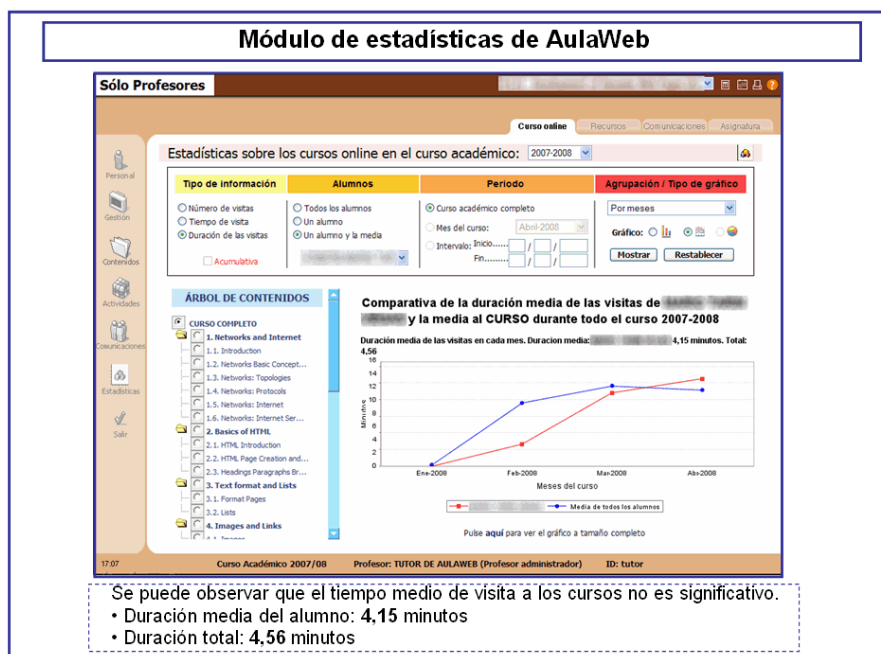 Módulo de estadísticas de AulaWeb
Sólo Profesores
Curso online
Recursos
Comunicaciones
Asignatura
Personal
Gestión
Contenidos
Actividades
Comunicaciones
Estadísticas
Salir
Estadísticas sobre los cursos online en el curso académico: 2007-2008
Tipo de información
Número de visitas
Tiempo de visita
Duración de las visitas
Acumulativa
Alumnos
Todos los alumnos
Un alumno
Un alumno y la media
Periodo
Curso académico completo
Mes del curso: Abril-2008
Intervalo: Inicio...... / /
Fin...... / /
Agrupación / Tipo de gráfico
Por meses
Gráfico:
Mostrar Restablecer
ÁRBOL DE CONTENIDOS
CURSO COMPLETO
1. Networks and Internet
1.1. Introduction
1.2. Networks Basic Concept...
1.3. Networks: Topologies
1.4. Networks: Protocols
1.5. Networks: Internet
1.6. Networks: Internet Ser...
2. Basics of HTML
2.1. HTML Introduction
2.2. HTML Page Creation and...
2.3. Headings Paragraphs Br...
3. Text format and Lists
3.1. Format Pages
3.2. Lists
4. Images and Links
4.1. Images
Comparativa de la duración media de las visitas de
y la media al CURSO durante todo el curso 2007-2008
Duración media de las visitas en cada mes. Duracion media: 4,15 minutos. Total:
4,56
Minutos
16
14
12
10
8
6
4
2
0
Ene-2008
Feb-2008
Mar-2008
Abr-2008
Meses del curso
Media de todos los alumnos
Pulse aquí para ver el gráfico a tamaño completo
17:07
Curso Académico 2007/08
Profesor: TUTOR DE AULAWEB (Profesor administrador)
ID: tutor
Se puede observar que el tiempo medio de visita a los cursos no es significativo.
• Duración media del alumno: 4,15 minutos
• Duración total: 4,56 minutos